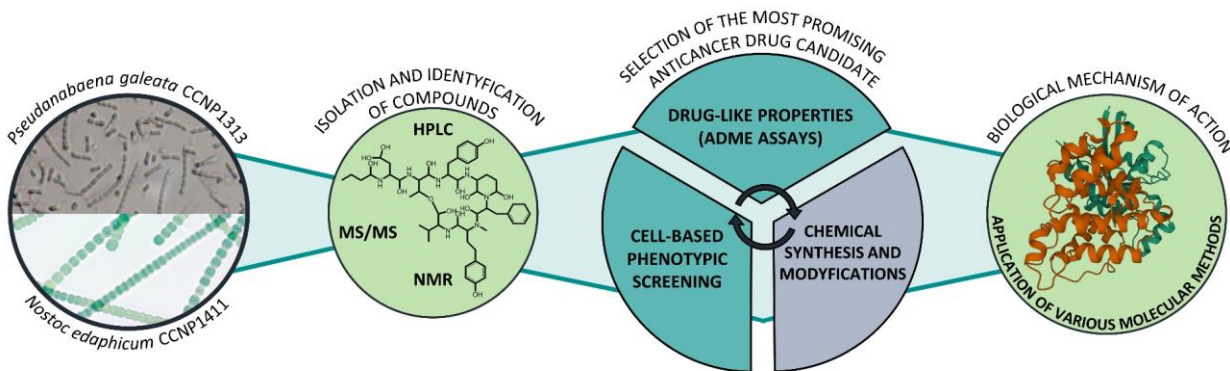 Pseudanabaena galeata CCNP1313
Nostoc edaphicum CCNP1411
ISOLATION AND IDENTYFICATION
OF COMPOUNDS
HPLC
MS/MS
NMR
SELECTION OF THE MOST PROMISING
ANTICANCER DRUG CANDIDATE
DRUG-LIKE PROPERTIES
(ADME ASSAYS)
CELL-BASED
PHENOTYPIC
SCREENING
CHEMICAL
SYNTHESIS AND
MODYFICATIONS
BIOLOGICAL MECHANISM OF ACTION
APPLICATION OF VARIOUS MOLECULAR METHODS